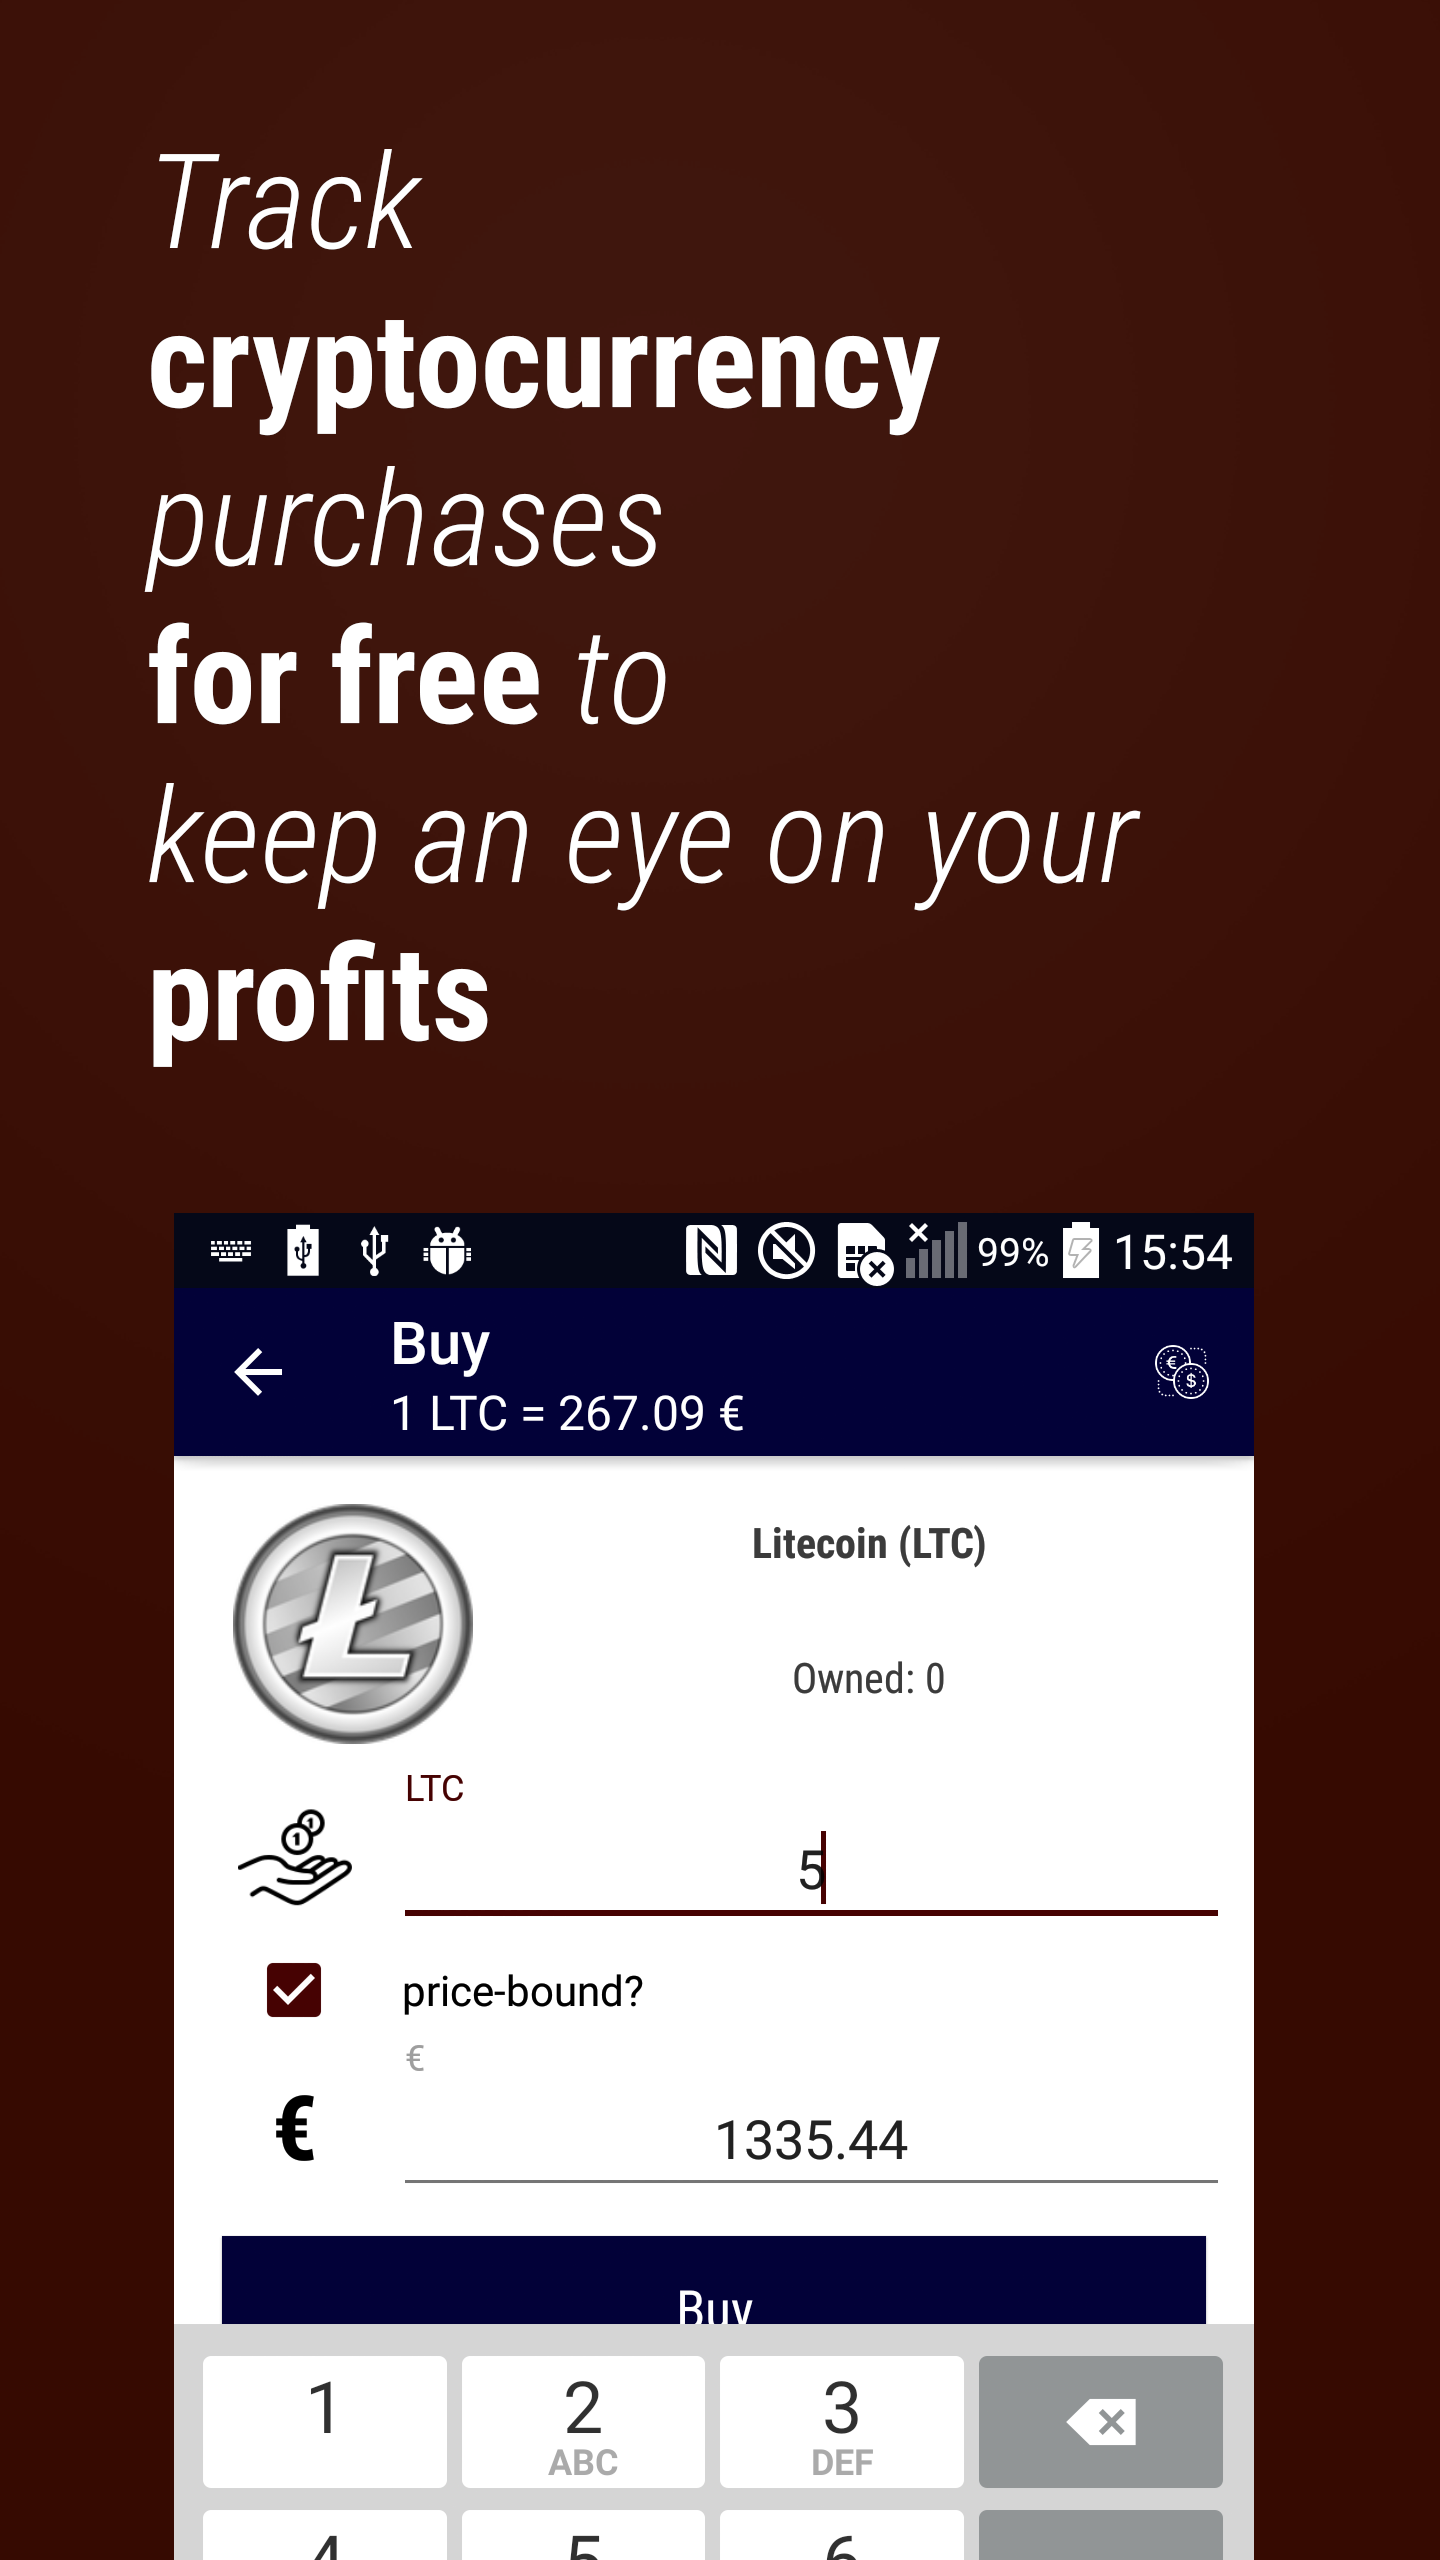 Track
cryptocurrency
purchases
for free to
keep an eye on your
profits
99% 15:54
Buy
1 LTC = 267.09 €
Litecoin (LTC)
Owned: 0
LTC
5
price-bound?
€
€ 1335.44
Buy
1 2 3
ABC DEF
4 5 6